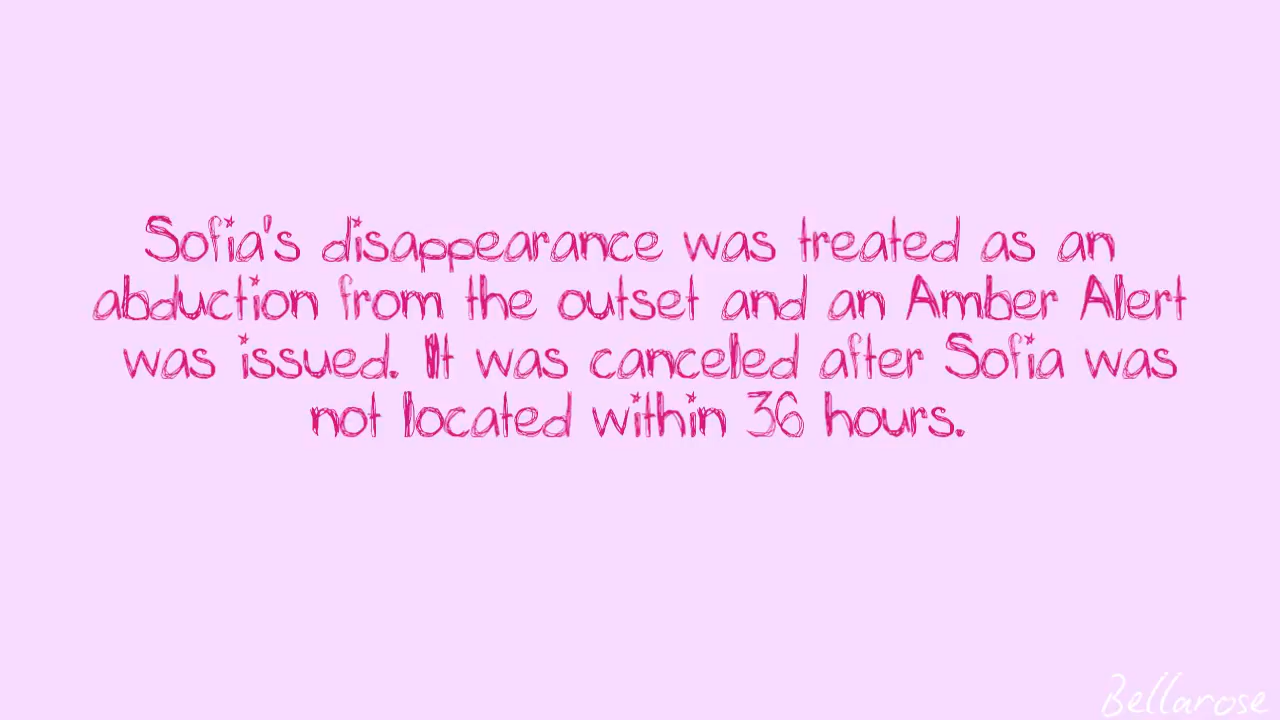 Sofia's disappearance was treated as an
abduction from the outset and an Amber Alert
was issued. It was canceled after Sofia was
not located within 36 hours.
Bellarose